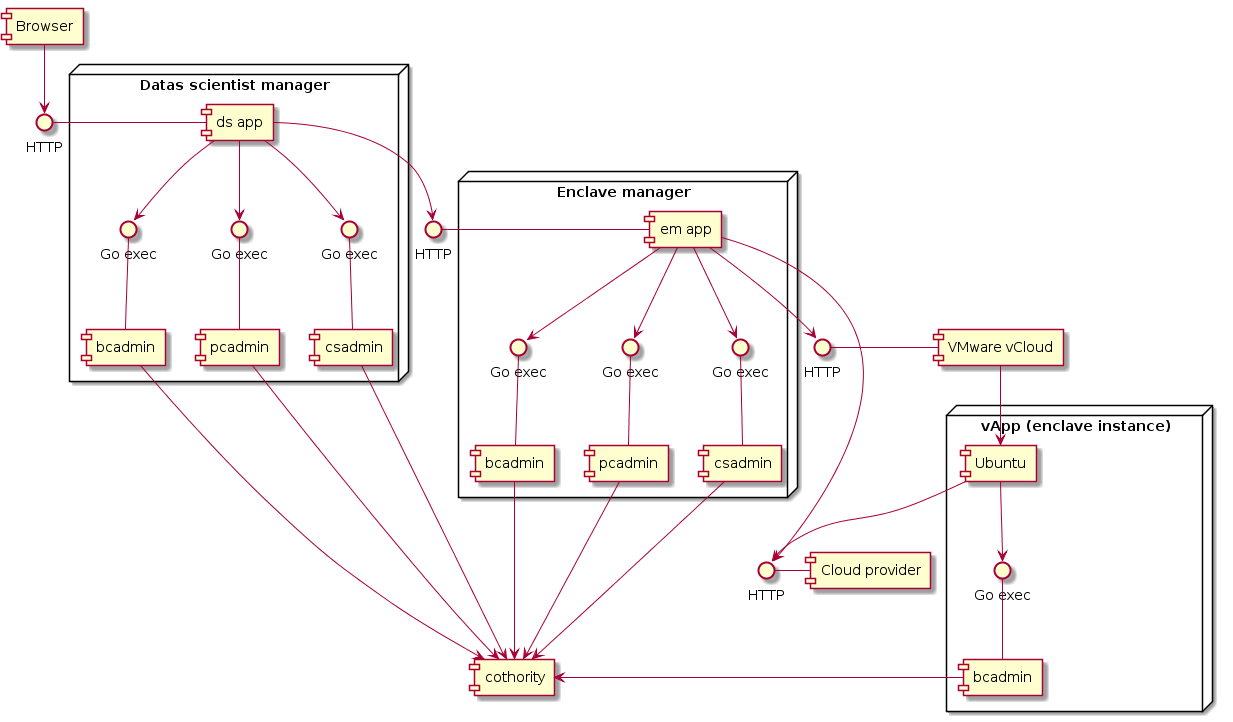 Browser
Datas scientist manager
ds app
HTTP
Enclave manager
em app
Go exec
Go exec
Go exec
HTTP
bcadmin
pcadmin
csadmin
Go exec
Go exec
Go exec
HTTP
VMware vCloud
vApp (enclave instance)
bcadmin
pcadmin
csadmin
Ubuntu
Cloud provider
HTTP
Go exec
cothority
bcadmin